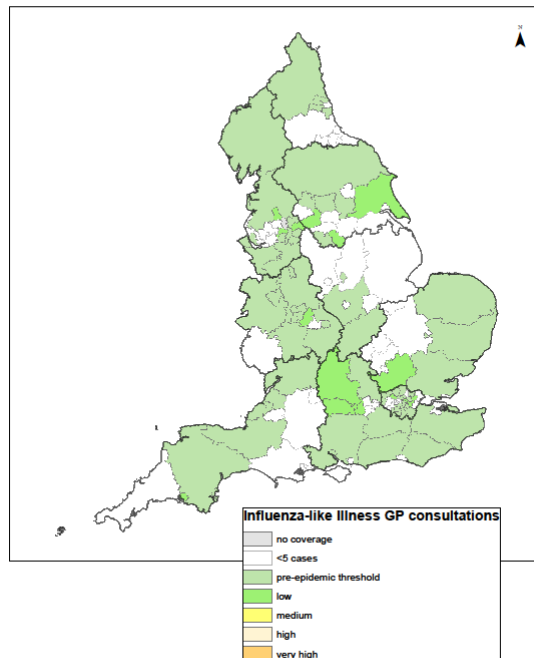 N
Influenza-like Illness GP consultations
no coverage
<5 cases
pre-epidemic threshold
low
medium
high
very high